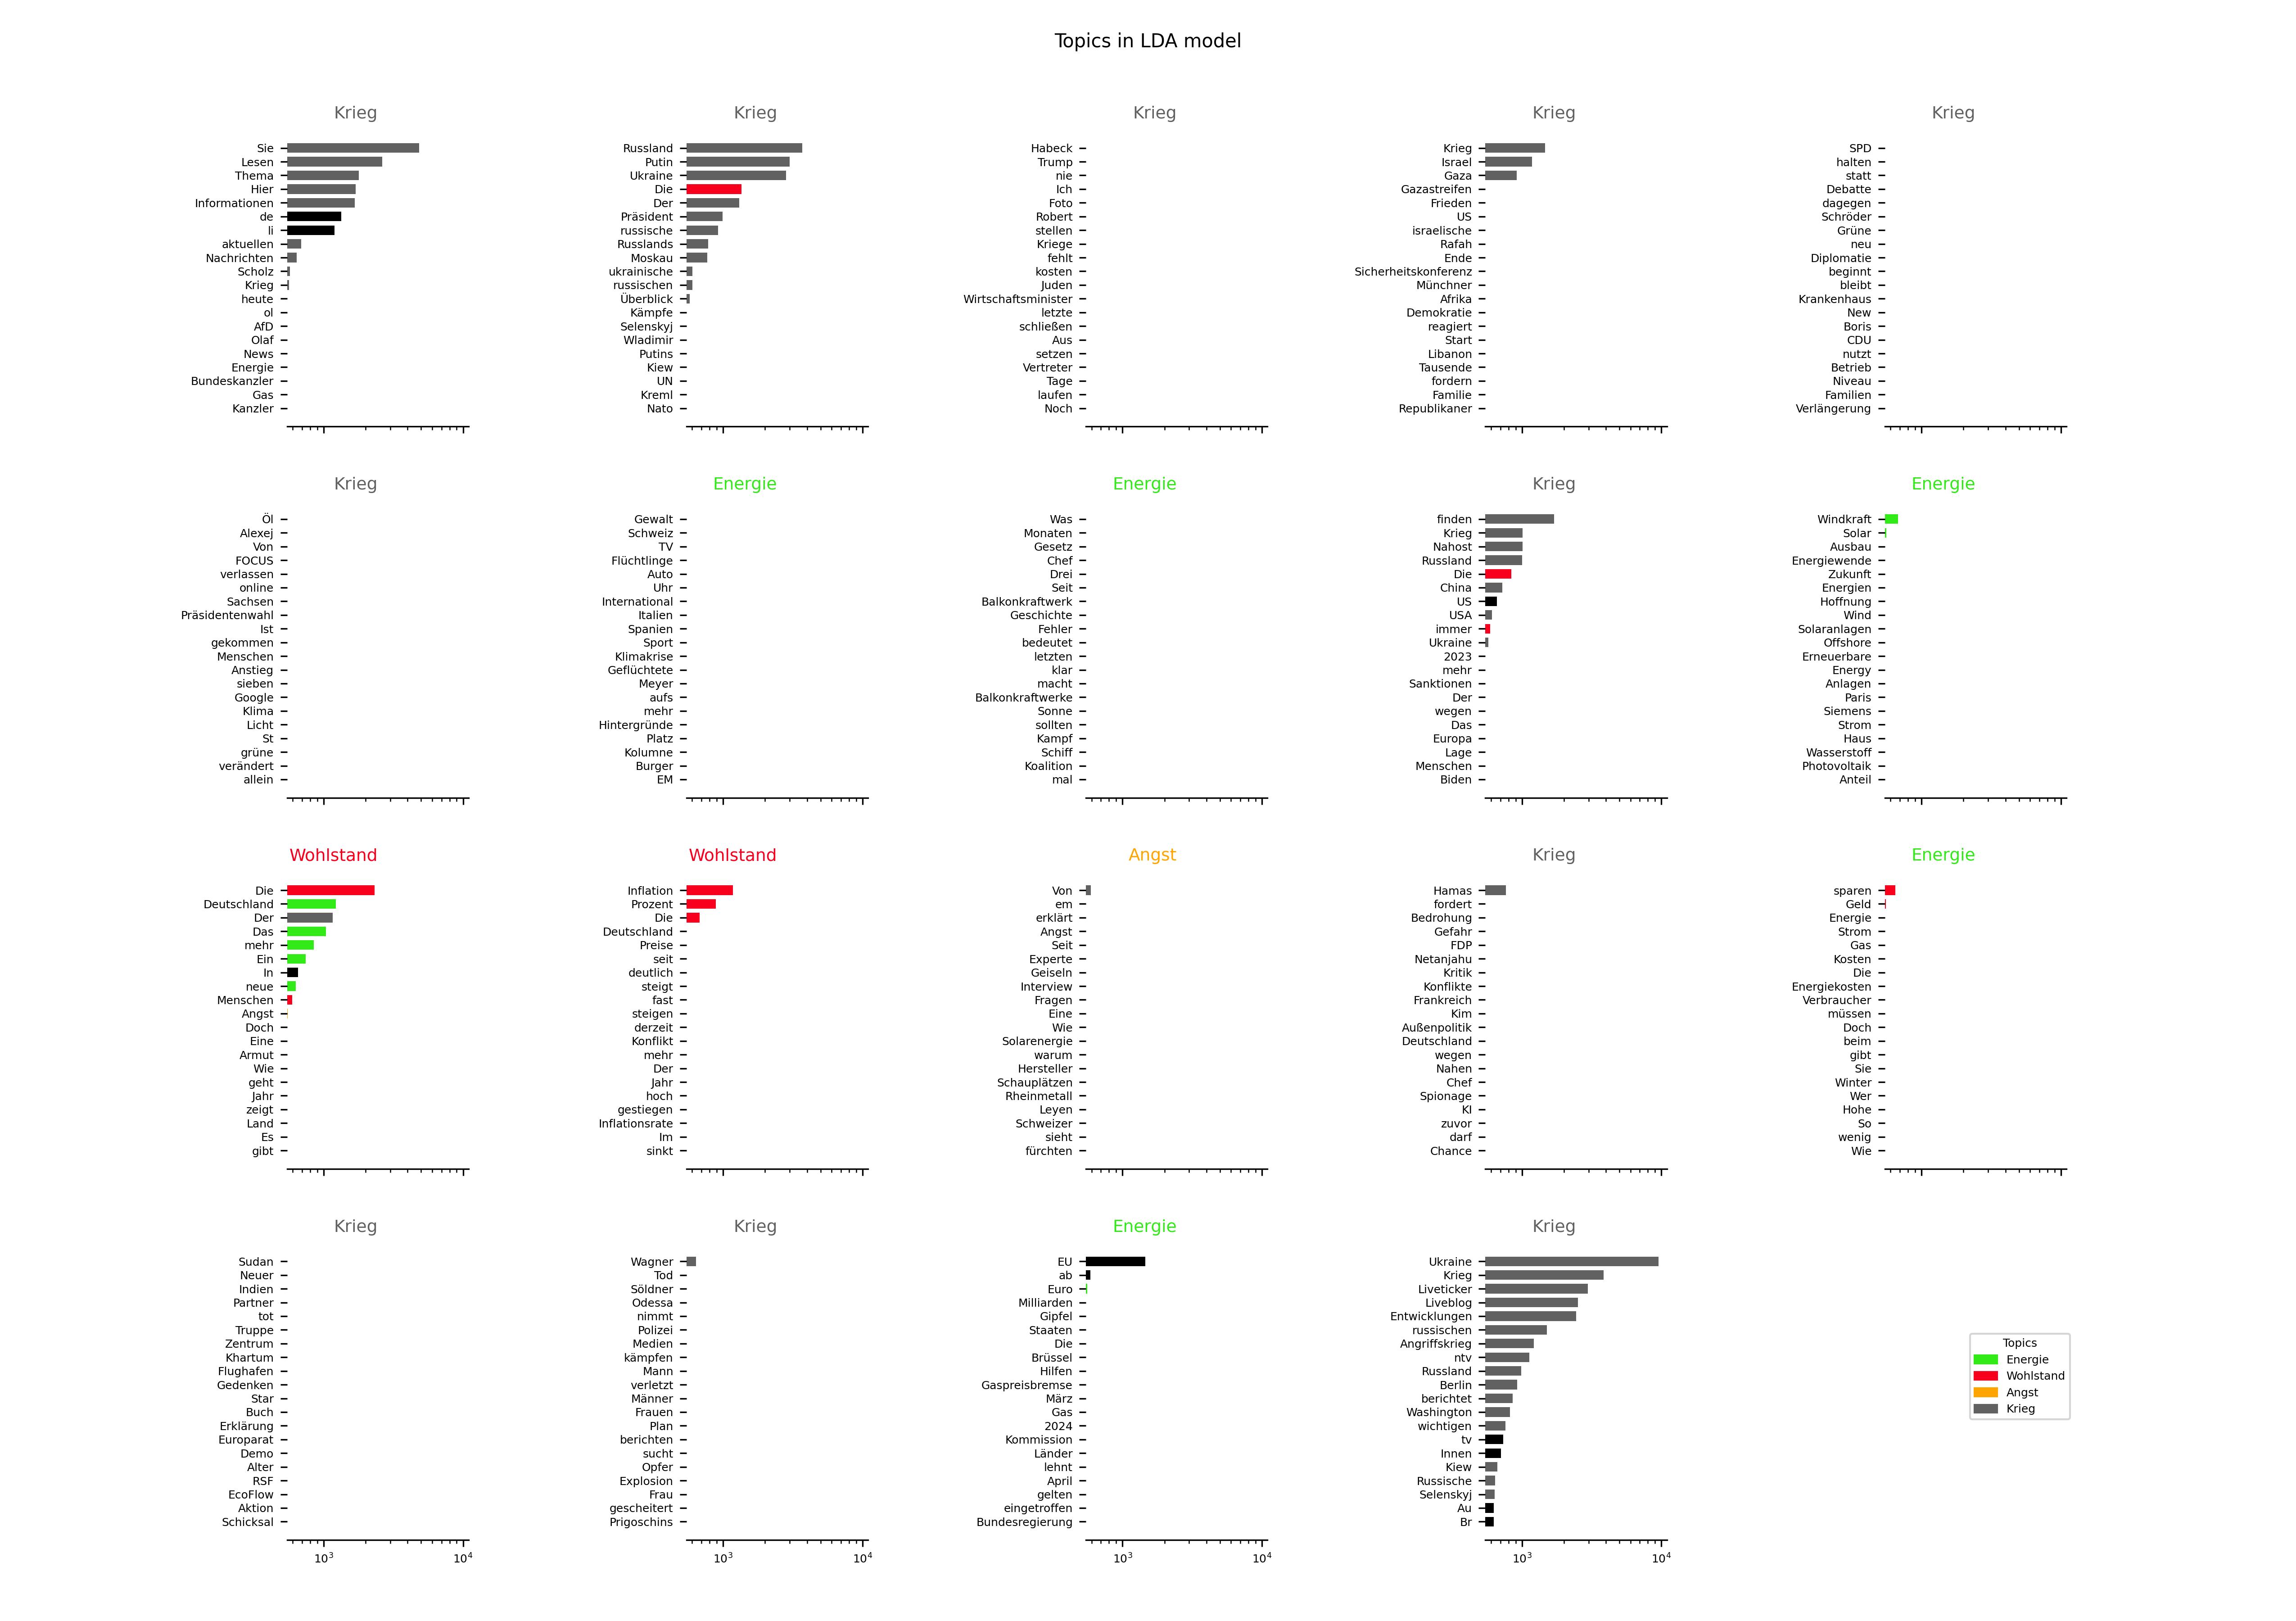 Topics in LDA model
Krieg
Sie
Lesen
Thema
Hier
Informationen
de
li
aktuellen
Nachrichten
Scholz
Krieg
heute
ol
AfD
Olaf
News
Energie
Bundeskanzler
Gas
Kanzler
Krieg
Russland
Putin
Ukraine
Die
Der
Präsident
russische
Russlands
Moskau
ukrainische
russischen
Überblick
Kämpfe
Selenskyj
Wladimir
Putins
Kiew
UN
Kreml
Nato
Krieg
Habeck
Trump
nie
Ich
Foto
Robert
stellen
Kriege
fehlt
kosten
Juden
Wirtschaftsminister
letzte
schließen
Aus
setzen
Vertreter
Tage
laufen
Noch
Krieg
Krieg
Israel
Gaza
Gazastreifen
Frieden
US
israelische
Rafah
Ende
Sicherheitskonferenz
Münchner
Afrika
Demokratie
reagiert
Start
Libanon
Tausende
fordern
Familie
Republikaner
Krieg
SPD
halten
statt
Debatte
dagegen
Schröder
Grüne
neu
Diplomatie
beginnt
bleibt
Krankenhaus
New
Boris
CDU
nutzt
Betrieb
Niveau
Familien
Verlängerung
Krieg
Öl
Alexej
Von
FOCUS
verlassen
online
Sachsen
Präsidentenwahl
Ist
gekommen
Menschen
Anstieg
sieben
Google
Klima
Licht
St
grüne
verändert
allein
Energie
Gewalt
Schweiz
TV
Flüchtlinge
Auto
Uhr
International
Italien
Spanien
Sport
Klimakrise
Geflüchtete
Meyer
aufs
mehr
Hintergründe
Platz
Kolumne
Burger
EM
Energie
Was
Monaten
Gesetz
Chef
Drei
Seit
Balkonkraftwerk
Geschichte
Fehler
bedeutet
letzten
klar
macht
Balkonkraftwerke
Sonne
sollten
Kampf
Schiff
Koalition
mal
Krieg
finden
Krieg
Nahost
Russland
Die
China
US
USA
immer
Ukraine
2023
mehr
Sanktionen
Der
wegen
Das
Europa
Lage
Menschen
Biden
Energie
Windkraft
Solar
Ausbau
Energiewende
Zukunft
Energien
Hoffnung
Wind
Solaranlagen
Offshore
Erneuerbare
Energy
Anlagen
Paris
Siemens
Strom
Haus
Wasserstoff
Photovoltaik
Anteil
Wohlstand
Die
Deutschland
Der
Das
mehr
Ein
In
neue
Menschen
Angst
Doch
Eine
Armut
Wie
geht
Jahr
zeigt
Land
Es
gibt
Wohlstand
Inflation
Prozent
Die
Deutschland
Preise
seit
deutlich
steigt
fast
steigen
derzeit
Konflikt
mehr
Der
Jahr
hoch
gestiegen
Inflationsrate
Im
sinkt
Angst
Von
em
erklärt
Angst
Seit
Experte
Geiseln
Interview
Fragen
Eine
Wie
Solarenergie
warum
Hersteller
Schauplätzen
Rheinmetall
Leyen
Schweizer
sieht
fürchten
Krieg
Hamas
fordert
Bedrohung
Gefahr
FDP
Netanjahu
Kritik
Konflikte
Frankreich
Kim
Außenpolitik
Deutschland
wegen
Nahen
Chef
Spionage
KI
zuvor
darf
Chance
Energie
sparen
Geld
Energie
Strom
Gas
Kosten
Die
Energiekosten
Verbraucher
müssen
Doch
beim
gibt
Sie
Winter
Wer
Hohe
So
wenig
Wie
Krieg
Sudan
Neuer
Indien
Partner
tot
Truppe
Zentrum
Khartum
Flughafen
Gedenken
Star
Buch
Erklärung
Europarat
Demo
Alter
RSF
EcoFlow
Aktion
Schicksal
10³ 10⁴
Krieg
Wagner
Tod
Söldner
Odessa
nimmt
Polizei
Medien
kämpfen
Mann
verletzt
Männer
Frauen
Plan
berichten
sucht
Opfer
Explosion
Frau
gescheitert
Prigoschins
10³ 10⁴
Energie
EU
ab
Euro
Milliarden
Gipfel
Staaten
Die
Brüssel
Hilfen
Gaspreisbremse
März
Gas
2024
Kommission
Länder
lehnt
April
gelten
eingetroffen
Bundesregierung
10³ 10⁴
Krieg
Ukraine
Krieg
Liveticker
Liveblog
Entwicklungen
russischen
Angriffskrieg
ntv
Russland
Berlin
berichtet
Washington
wichtigen
tv
Innen
Kiew
Russische
Selenskyj
Au
Br
10³ 10⁴
Topics
Energie
Wohlstand
Angst
Krieg